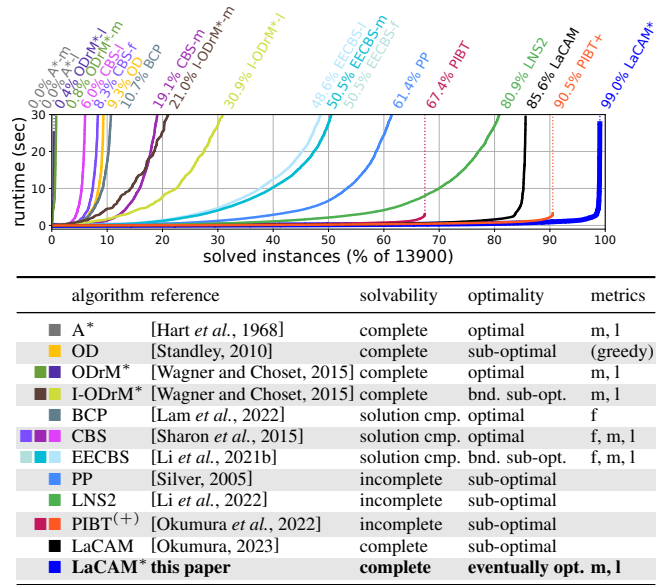 0.0% A*-m
0.0% A*-l
0.4% ODrM*-l
0.8% ODrM*-m
6.0% CBS-l
8.3% CBS-f
9.3% OD
10.7% BCP
19.1% CBS-m
21.0% I-ODrM*-m
30.9% I-ODrM*-l
48.6% EECBS-l
50.5% EECBS-m
50.5% EECBS-f
61.4% PP
67.4% PIBT
80.9% LNS2
85.6% LaCAM
90.5% PIBT+
99.0% LaCAM*
runtime (sec)
30
20
10
0
0 10 20 30 40 50 60 70 80 90 100
solved instances (% of 13900)
algorithm reference solvability optimality metrics
A* [Hart et al., 1968] complete optimal m, l
OD [Standley, 2010] complete sub-optimal (greedy)
ODrM* [Wagner and Choset, 2015] complete optimal m, l
I-ODrM* [Wagner and Choset, 2015] complete bnd. sub-opt. m, l
BCP [Lam et al., 2022] solution cmp. optimal f
CBS [Sharon et al., 2015] solution cmp. optimal f, m, l
EECBS [Li et al., 2021b] solution cmp. bnd. sub-opt. f, m, l
PP [Silver, 2005] incomplete sub-optimal
LNS2 [Li et al., 2022] incomplete sub-optimal
PIBT(+) [Okumura et al., 2022] incomplete sub-optimal
LaCAM [Okumura, 2023] complete sub-optimal
LaCAM* this paper complete eventually opt. m, l